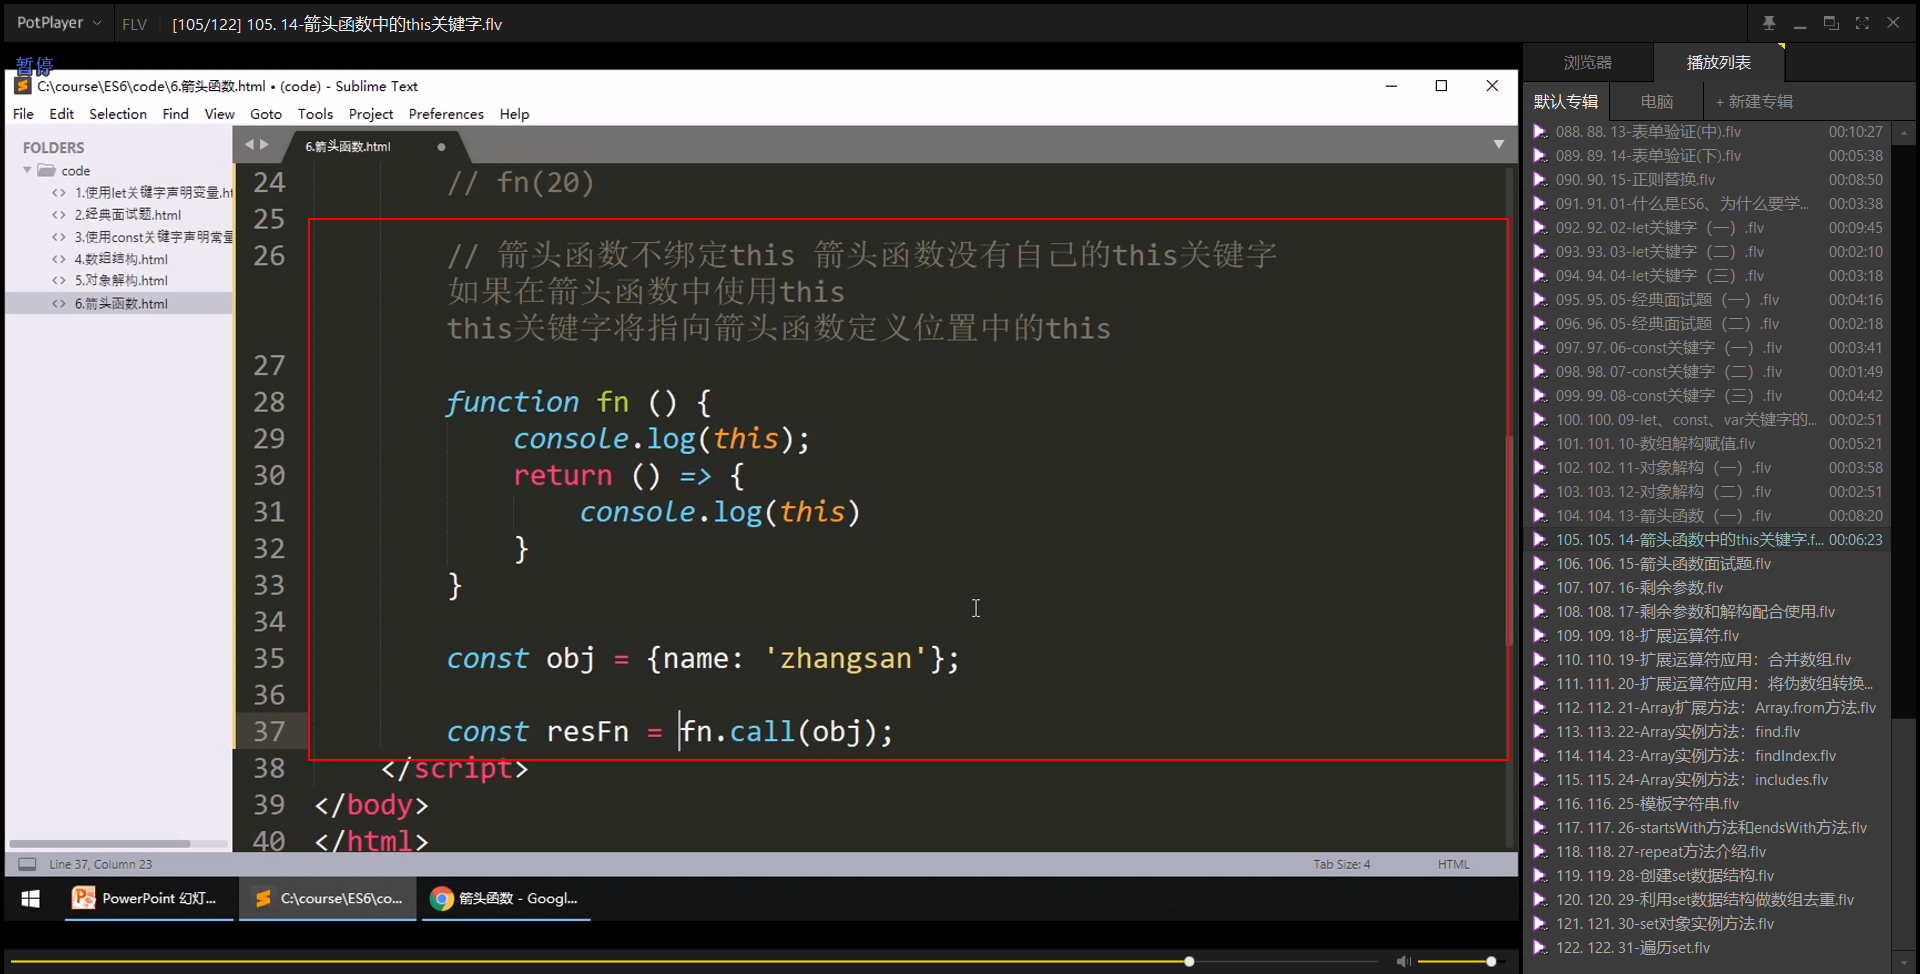 PotPlayer
FLV
[105/122] 105. 14-箭头函数中的this关键字.flv
暂停
C:\course\ES6\code\6.箭头函数.html • (code) - Sublime Text
File Edit Selection Find View Goto Tools Project Preferences Help
FOLDERS
code
<> 1.使用let关键字声明变量.ht
<> 2.经典面试题.html
<> 3.使用const关键字声明常量
<> 4.数组结构.html
<> 5.对象解构.html
<> 6.箭头函数.html
6.箭头函数.html
24 // fn(20)
25
26 // 箭头函数不绑定this 箭头函数没有自己的this关键字
如果在箭头函数中使用this
this关键字将指向箭头函数定义位置中的this
27
28 function fn () {
29 console.log(this);
30 return () => {
31 console.log(this)
32 }
33 }
34
35 const obj = {name: 'zhangsan'};
36
37 const resFn = fn.call(obj);
38 </script>
39 </body>
40 </html>
Line 37, Column 23
Tab Size: 4
HTML
PowerPoint 幻灯...
C:\course\ES6\co...
箭头函数 - Googl...
浏览器
播放列表
默认专辑
电脑
+ 新建专辑
088. 88. 13-表单验证(中).flv 00:10:27
089. 89. 14-表单验证(下).flv 00:05:38
090. 90. 15-正则替换.flv 00:08:50
091. 91. 01-什么是ES6、为什么要学... 00:03:38
092. 92. 02-let关键字（一）.flv 00:09:45
093. 93. 03-let关键字（二）.flv 00:02:10
094. 94. 04-let关键字（三）.flv 00:03:18
095. 95. 05-经典面试题（一）.flv 00:04:16
096. 96. 05-经典面试题（二）.flv 00:02:18
097. 97. 06-const关键字（一）.flv 00:03:41
098. 98. 07-const关键字（二）.flv 00:01:49
099. 99. 08-const关键字（三）.flv 00:04:42
100. 100. 09-let、const、var关键字的... 00:02:51
101. 101. 10-数组解构赋值.flv 00:05:21
102. 102. 11-对象解构（一）.flv 00:03:58
103. 103. 12-对象解构（二）.flv 00:02:51
104. 104. 13-箭头函数（一）.flv 00:08:20
105. 105. 14-箭头函数中的this关键字.f... 00:06:23
106. 106. 15-箭头函数面试题.flv
107. 107. 16-剩余参数.flv
108. 108. 17-剩余参数和解构配合使用.flv
109. 109. 18-扩展运算符.flv
110. 110. 19-扩展运算符应用：合并数组.flv
111. 111. 20-扩展运算符应用：将伪数组转换...
112. 112. 21-Array扩展方法：Array.from方法.flv
113. 113. 22-Array实例方法：find.flv
114. 114. 23-Array实例方法：findIndex.flv
115. 115. 24-Array实例方法：includes.flv
116. 116. 25-模板字符串.flv
117. 117. 26-startsWith方法和endsWith方法.flv
118. 118. 27-repeat方法介绍.flv
119. 119. 28-创建set数据结构.flv
120. 120. 29-利用set数据结构做数组去重.flv
121. 121. 30-set对象实例方法.flv
122. 122. 31-遍历set.flv